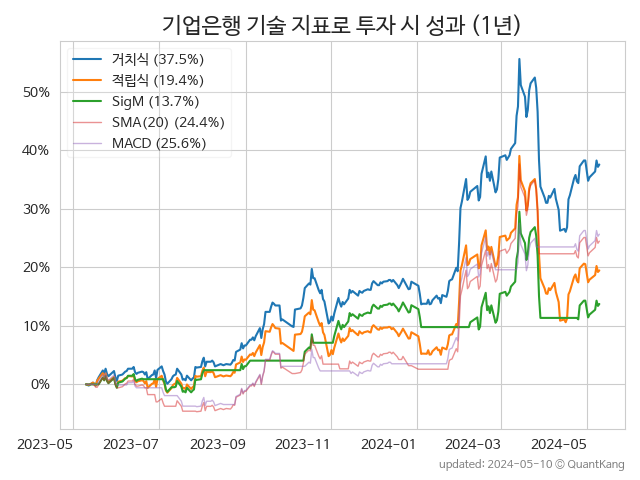 기업은행 기술 지표로 투자 시 성과 (1년)
거치식 (37.5%)
적립식 (19.4%)
SigM (13.7%)
SMA(20) (24.4%)
MACD (25.6%)
50%
40%
30%
20%
10%
0%
2023-05 2023-07 2023-09 2023-11 2024-01 2024-03 2024-05
updated: 2024-05-10 © QuantKang